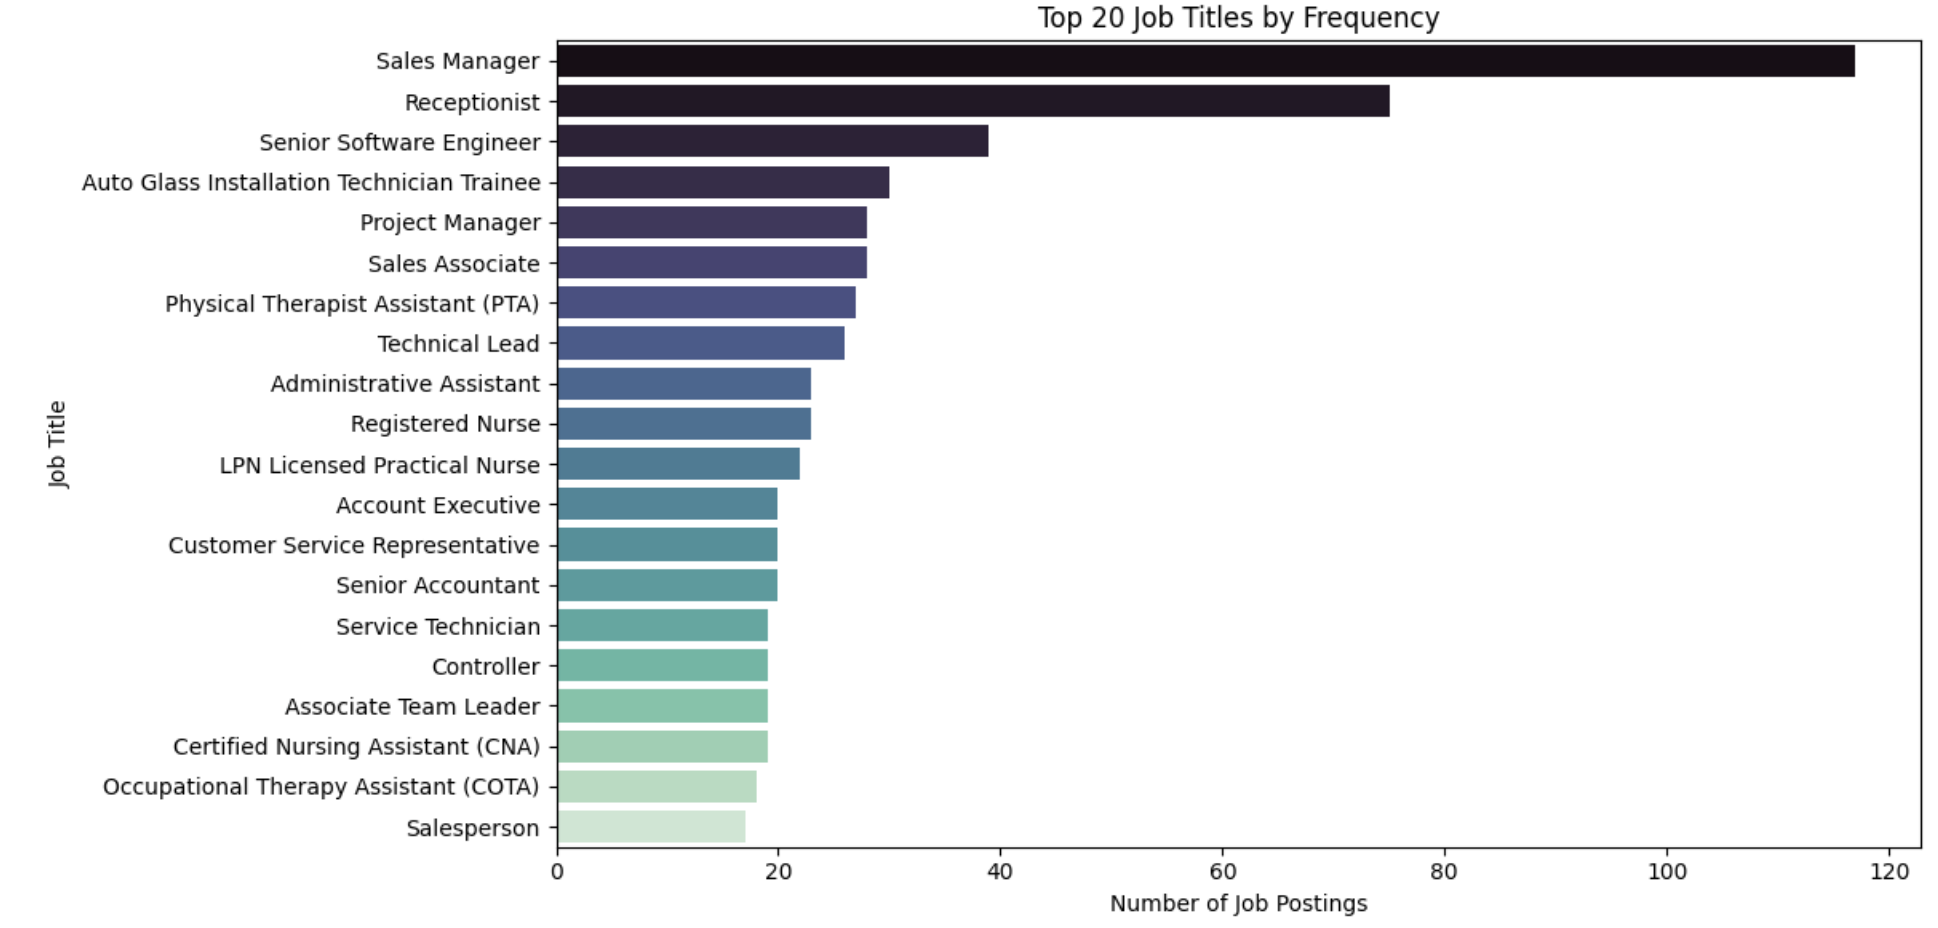 Top 20 Job Titles by Frequency
Sales Manager
Receptionist
Senior Software Engineer
Auto Glass Installation Technician Trainee
Project Manager
Sales Associate
Physical Therapist Assistant (PTA)
Technical Lead
Administrative Assistant
Registered Nurse
LPN Licensed Practical Nurse
Account Executive
Customer Service Representative
Senior Accountant
Service Technician
Controller
Associate Team Leader
Certified Nursing Assistant (CNA)
Occupational Therapy Assistant (COTA)
Salesperson
Job Title
0 20 40 60 80 100 120
Number of Job Postings